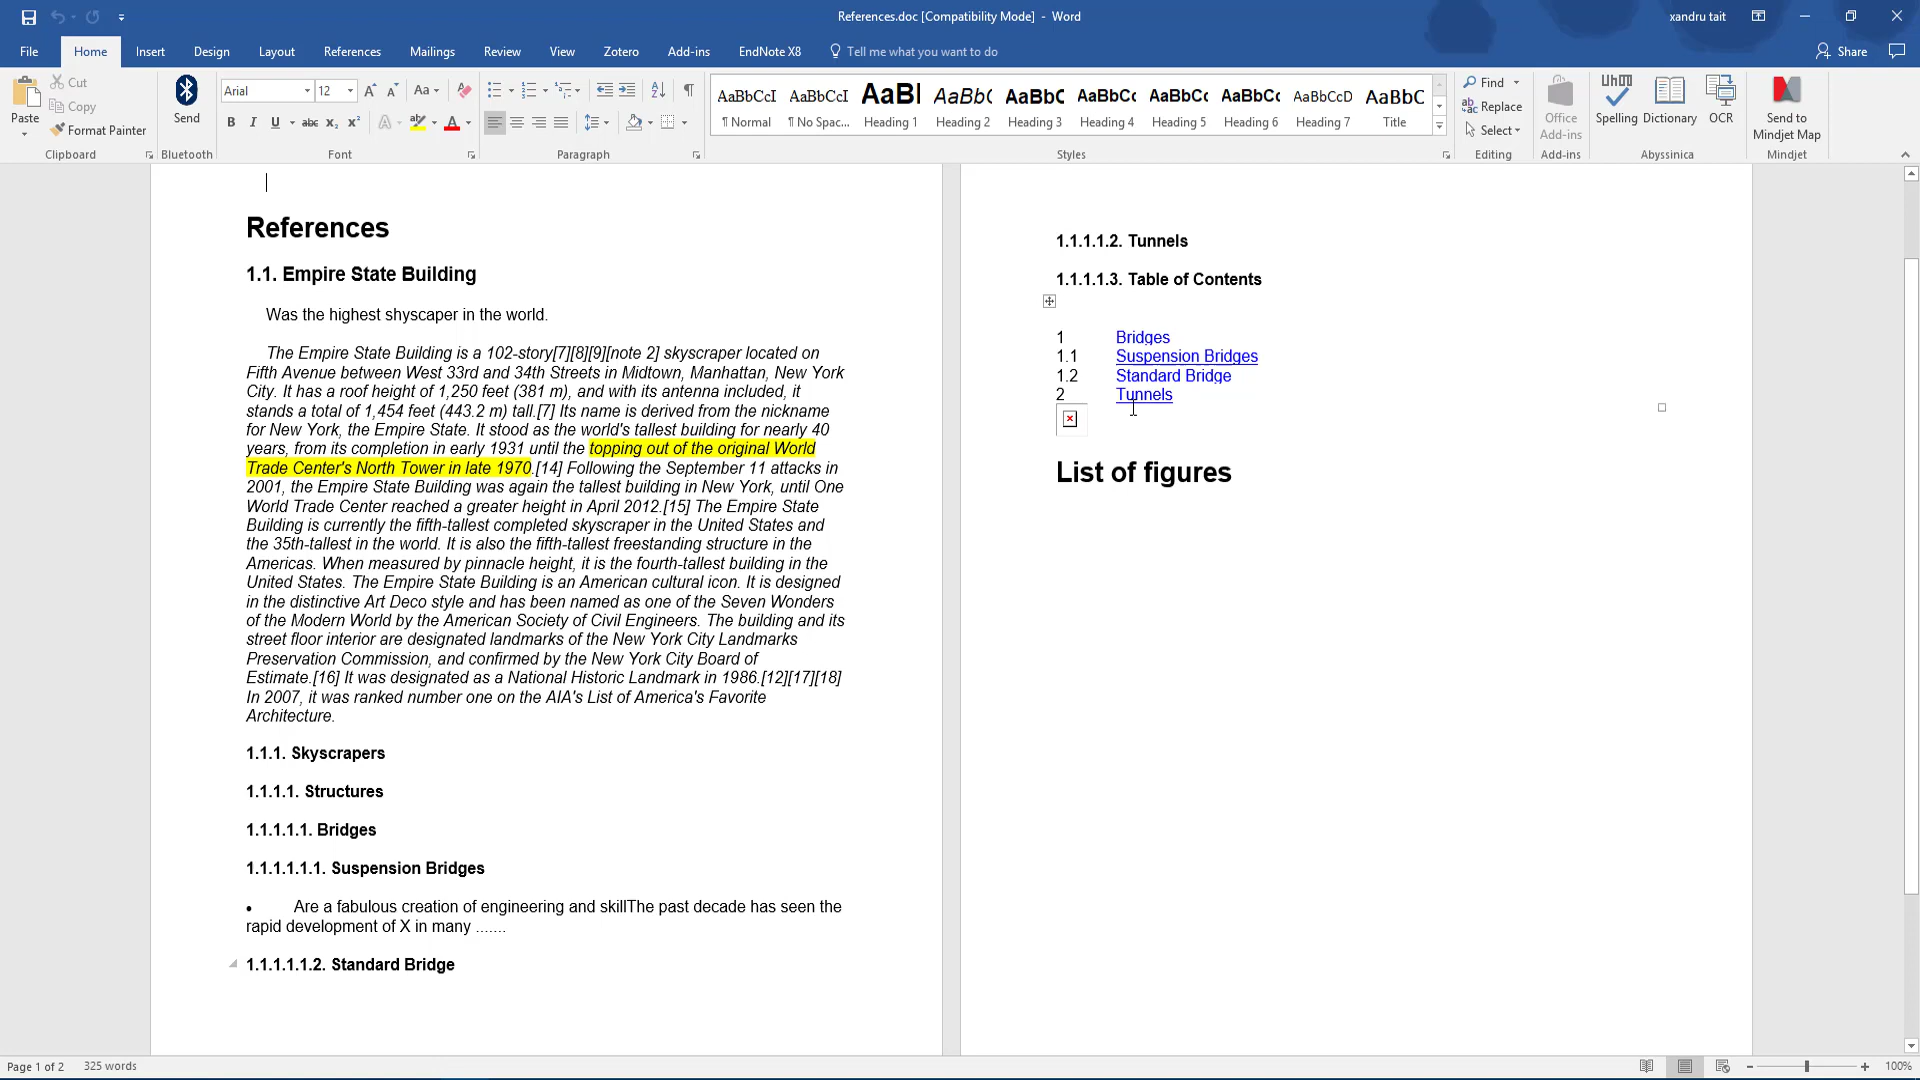 References.doc [Compatibility Mode] - Word
xandru tait
File Home Insert Design Layout References Mailings Review View Zotero Add-ins EndNote X8 Tell me what you want to do
Share
Paste
Cut
Copy
Format Painter
Clipboard
Send
Bluetooth
Arial 12
Aa
B I U abc x₂ x²
Font
Paragraph
AaBbCcI AaBbCcI AaBl AaBb( AaBbC AaBbCc AaBbCc AaBbCc AaBbCcD AaBbC
¶ Normal ¶ No Spac... Heading 1 Heading 2 Heading 3 Heading 4 Heading 5 Heading 6 Heading 7 Title
Styles
Find
Replace
Select
Editing
Office Add-ins
Add-ins
Spelling Dictionary OCR
Abyssinica
Send to Mindjet Map
Mindjet
References
1.1. Empire State Building
Was the highest shyscaper in the world.
The Empire State Building is a 102-story[7][8][9][note 2] skyscraper located on
Fifth Avenue between West 33rd and 34th Streets in Midtown, Manhattan, New York
City. It has a roof height of 1,250 feet (381 m), and with its antenna included, it
stands a total of 1,454 feet (443.2 m) tall.[7] Its name is derived from the nickname
for New York, the Empire State. It stood as the world's tallest building for nearly 40
years, from its completion in early 1931 until the topping out of the original World
Trade Center's North Tower in late 1970.[14] Following the September 11 attacks in
2001, the Empire State Building was again the tallest building in New York, until One
World Trade Center reached a greater height in April 2012.[15] The Empire State
Building is currently the fifth-tallest completed skyscraper in the United States and
the 35th-tallest in the world. It is also the fifth-tallest freestanding structure in the
Americas. When measured by pinnacle height, it is the fourth-tallest building in the
United States. The Empire State Building is an American cultural icon. It is designed
in the distinctive Art Deco style and has been named as one of the Seven Wonders
of the Modern World by the American Society of Civil Engineers. The building and its
street floor interior are designated landmarks of the New York City Landmarks
Preservation Commission, and confirmed by the New York City Board of
Estimate.[16] It was designated as a National Historic Landmark in 1986.[12][17][18]
In 2007, it was ranked number one on the AIA's List of America's Favorite
Architecture.
1.1.1. Skyscrapers
1.1.1.1. Structures
1.1.1.1.1. Bridges
1.1.1.1.1.1. Suspension Bridges
• Are a fabulous creation of engineering and skillThe past decade has seen the
rapid development of X in many .......
1.1.1.1.1.2. Standard Bridge
1.1.1.1.2. Tunnels
1.1.1.1.3. Table of Contents
1 Bridges
1.1 Suspension Bridges
1.2 Standard Bridge
2 Tunnels
List of figures
Page 1 of 2 325 words
100%